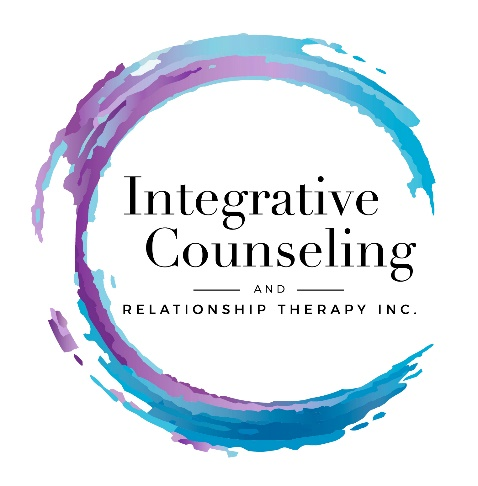 Integrative
Counseling
AND
RELATIONSHIP THERAPY INC.